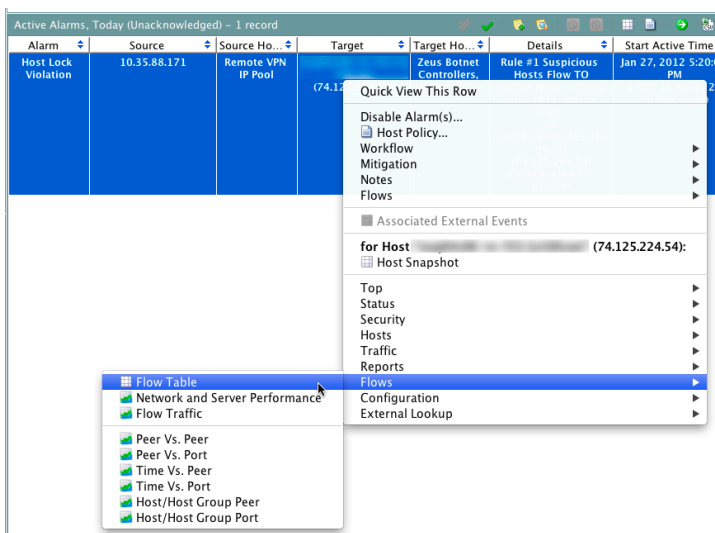 Active Alarms, Today (Unacknowledged) - 1 record
Alarm Source Source Ho... Target Target Ho... Details Start Active Time
Host Lock 10.35.88.171 Remote VPN Zeus Botnet Rule #1 Suspicious Jan 27, 2012 5:20:
Violation IP Pool Controllers, Hosts Flow TO PM
(74.12
Quick View This Row
Disable Alarm(s)...
Host Policy...
Workflow
Mitigation
Notes
Flows
Associated External Events
for Host (74.125.224.54):
Host Snapshot
Top
Status
Security
Hosts
Traffic
Reports
Flows
Configuration
External Lookup
Flow Table
Network and Server Performance
Flow Traffic
Peer Vs. Peer
Peer Vs. Port
Time Vs. Peer
Time Vs. Port
Host/Host Group Peer
Host/Host Group Port